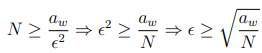 N ≥ a_w/ϵ² ⇒ ϵ² ≥ a_w/N ⇒ ϵ ≥ √(a_w/N)